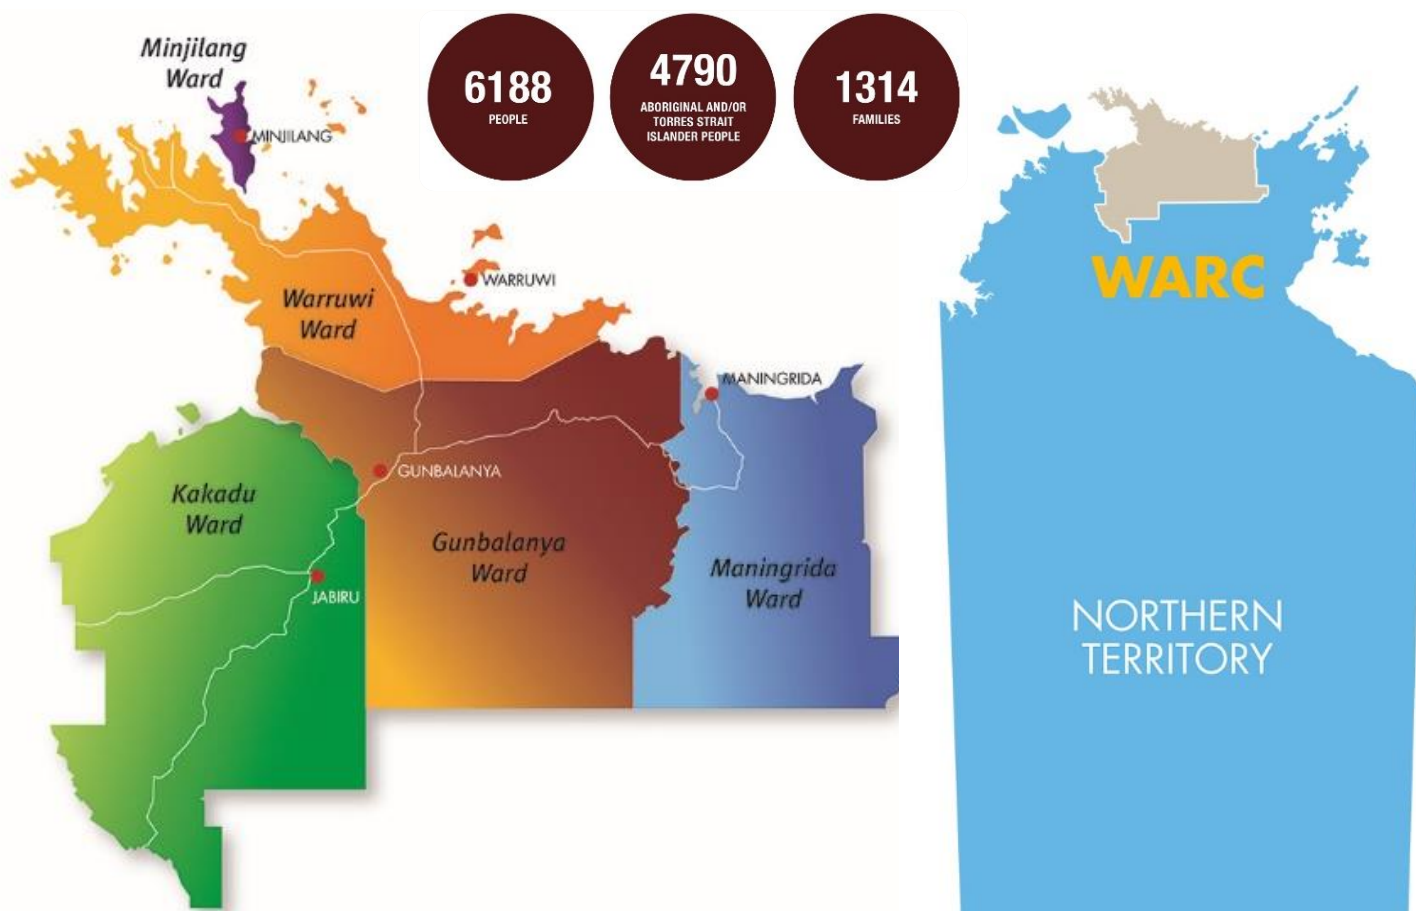 Minjilang
Ward
MINJILANG
6188
PEOPLE
4790
ABORIGINAL AND/OR
TORRES STRAIT
ISLANDER PEOPLE
1314
FAMILIES
WARRUWI
Warruwi
Ward
MANINGRIDA
GUNBALANYA
Kakadu
Ward
Gunbalanya
Ward
Maningrida
Ward
JABIRU
WARC
NORTHERN
TERRITORY